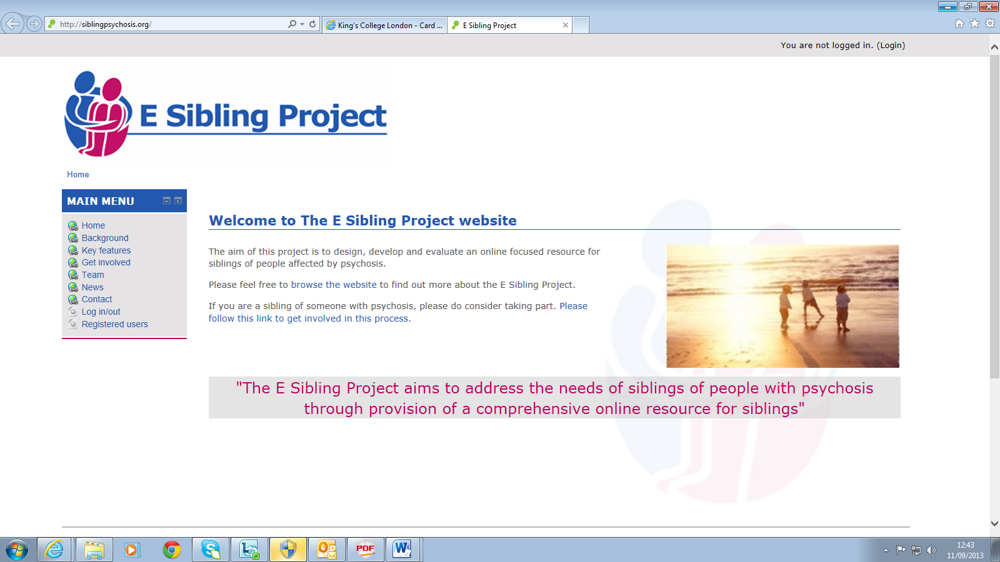 http://siblingpsychosis.org/
King's College London - Card ...
E Sibling Project
You are not logged in. (Login)
E Sibling Project
Home
MAIN MENU
Home
Background
Key features
Get involved
Team
News
Contact
Log in/out
Registered users
Welcome to The E Sibling Project website
The aim of this project is to design, develop and evaluate an online focused resource for
siblings of people affected by psychosis.
Please feel free to browse the website to find out more about the E Sibling Project.
If you are a sibling of someone with psychosis, please do consider taking part. Please
follow this link to get involved in this process.
"The E Sibling Project aims to address the needs of siblings of people with psychosis
through provision of a comprehensive online resource for siblings"
PDF
12:43
11/09/2013